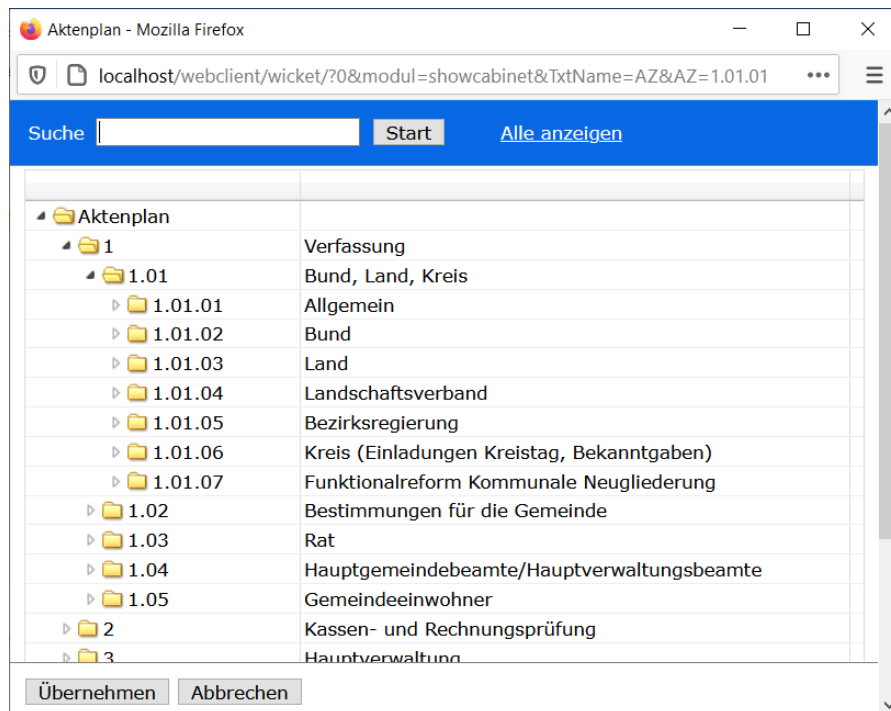 Aktenplan - Mozilla Firefox
localhost/webclient/wicket/?0&modul=showcabinet&TxtName=AZ&AZ=1.01.01
Suche Start Alle anzeigen
Aktenplan
1 Verfassung
1.01 Bund, Land, Kreis
1.01.01 Allgemein
1.01.02 Bund
1.01.03 Land
1.01.04 Landschaftsverband
1.01.05 Bezirksregierung
1.01.06 Kreis (Einladungen Kreistag, Bekanntgaben)
1.01.07 Funktionalreform Kommunale Neugliederung
1.02 Bestimmungen für die Gemeinde
1.03 Rat
1.04 Hauptgemeindebeamte/Hauptverwaltungsbeamte
1.05 Gemeindeeinwohner
2 Kassen- und Rechnungsprüfung
3 Hauptverwaltung
Übernehmen Abbrechen